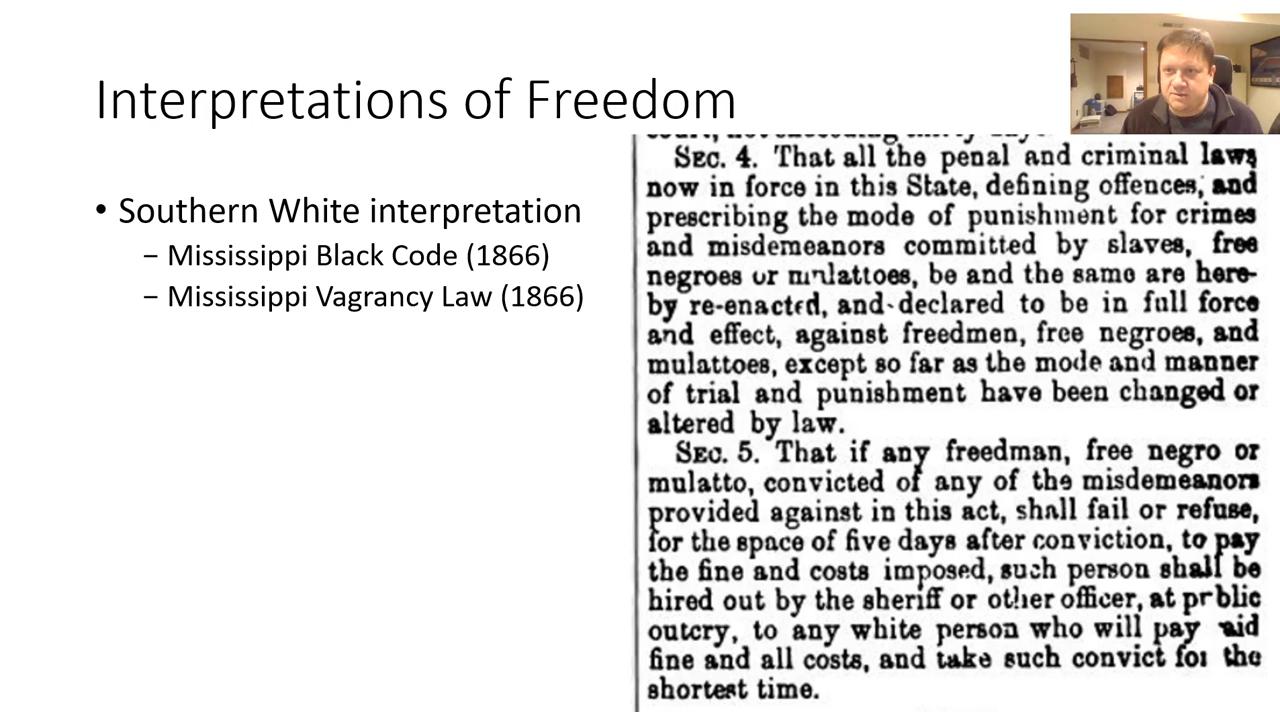 Interpretations of Freedom
• Southern White interpretation
– Mississippi Black Code (1866)
– Mississippi Vagrancy Law (1866)
SEC. 4. That all the penal and criminal laws
now in force in this State, defining offences, and
prescribing the mode of punishment for crimes
and misdemeanors committed by slaves, free
negroes or mulattoes, be and the same are here-
by re-enacted, and declared to be in full force
and effect, against freedmen, free negroes, and
mulattoes, except so far as the mode and manner
of trial and punishment have been changed or
altered by law.
SEC. 5. That if any freedman, free negro or
mulatto, convicted of any of the misdemeanors
provided against in this act, shall fail or refuse,
for the space of five days after conviction, to pay
the fine and costs imposed, such person shall be
hired out by the sheriff or other officer, at public
outcry, to any white person who will pay said
fine and all costs, and take such convict for the
shortest time.